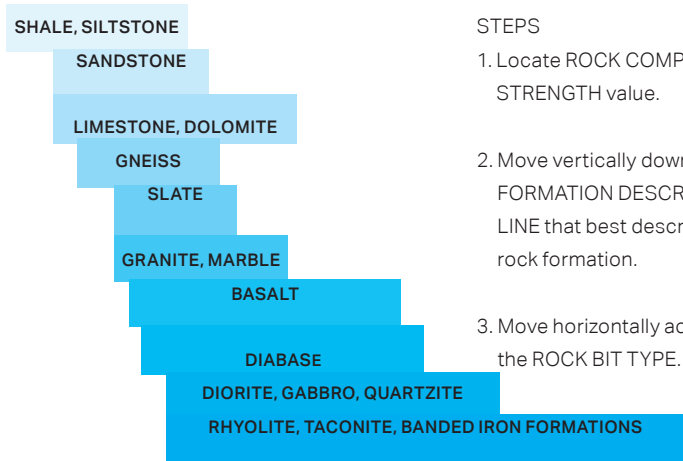 SHALE, SILTSTONE
SANDSTONE
LIMESTONE, DOLOMITE
GNEISS
SLATE
GRANITE, MARBLE
BASALT
DIABASE
DIORITE, GABBRO, QUARTZITE
RHYOLITE, TACONITE, BANDED IRON FORMATIONS
STEPS
1. Locate ROCK COMP
STRENGTH value.
2. Move vertically down
FORMATION DESCR
LINE that best descr
rock formation.
3. Move horizontally ac
the ROCK BIT TYPE.